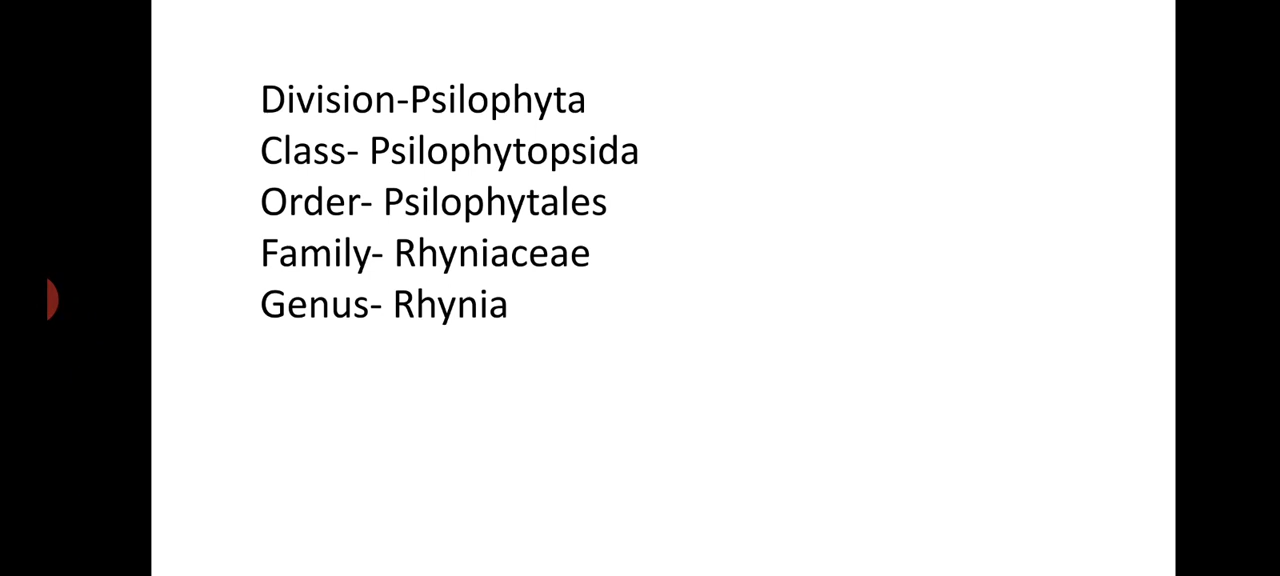 Division-Psilophyta
Class- Psilophytopsida
Order- Psilophytales
Family- Rhyniaceae
Genus- Rhynia